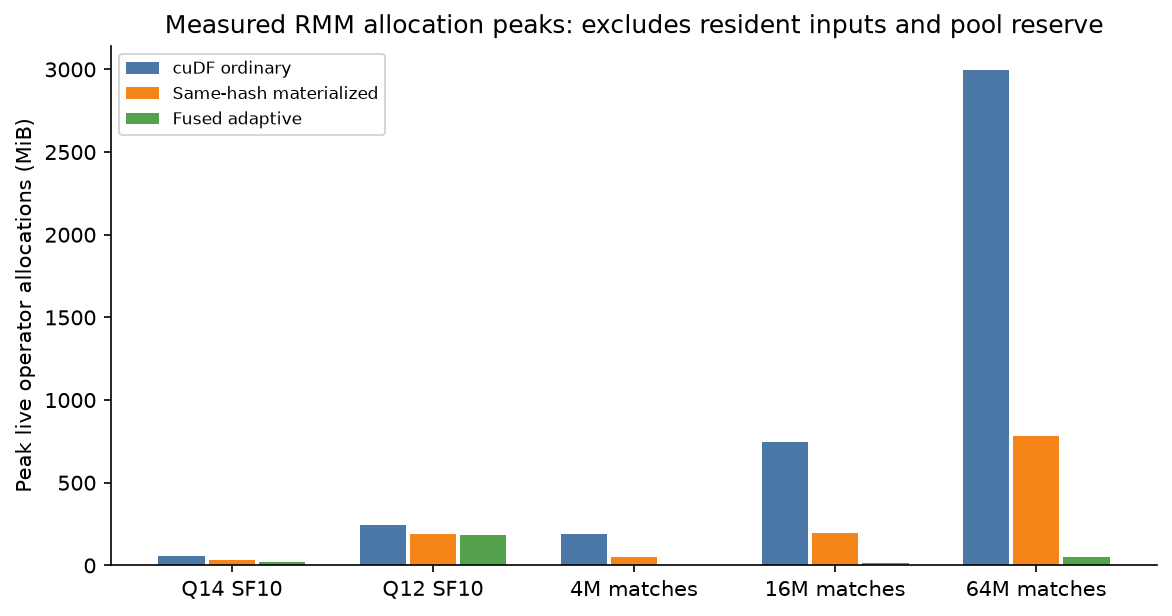 Measured RMM allocation peaks: excludes resident inputs and pool reserve
cuDF ordinary
Same-hash materialized
Fused adaptive
Peak live operator allocations (MiB)
3000
2500
2000
1500
1000
500
0
Q14 SF10 Q12 SF10 4M matches 16M matches 64M matches